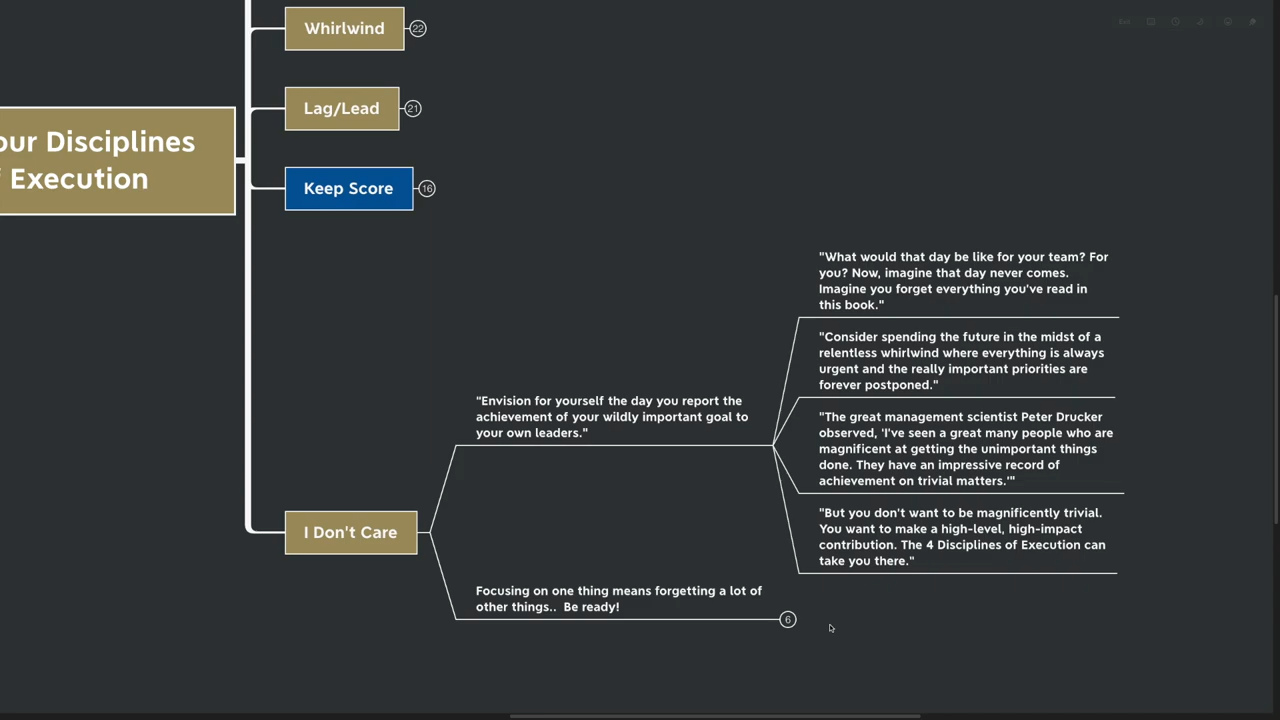 Whirlwind
22
Lag/Lead
21
our Disciplines
Execution
Keep Score
16
"What would that day be like for your team? For
you? Now, imagine that day never comes.
Imagine you forget everything you've read in
this book."
"Consider spending the future in the midst of a
relentless whirlwind where everything is always
urgent and the really important priorities are
forever postponed."
"Envision for yourself the day you report the
achievement of your wildly important goal to
your own leaders."
"The great management scientist Peter Drucker
observed, 'I've seen a great many people who are
magnificent at getting the unimportant things
done. They have an impressive record of
achievement on trivial matters.'"
"But you don't want to be magnificently trivial.
You want to make a high-level, high-impact
contribution. The 4 Disciplines of Execution can
take you there."
I Don't Care
Focusing on one thing means forgetting a lot of
other things.. Be ready!
6